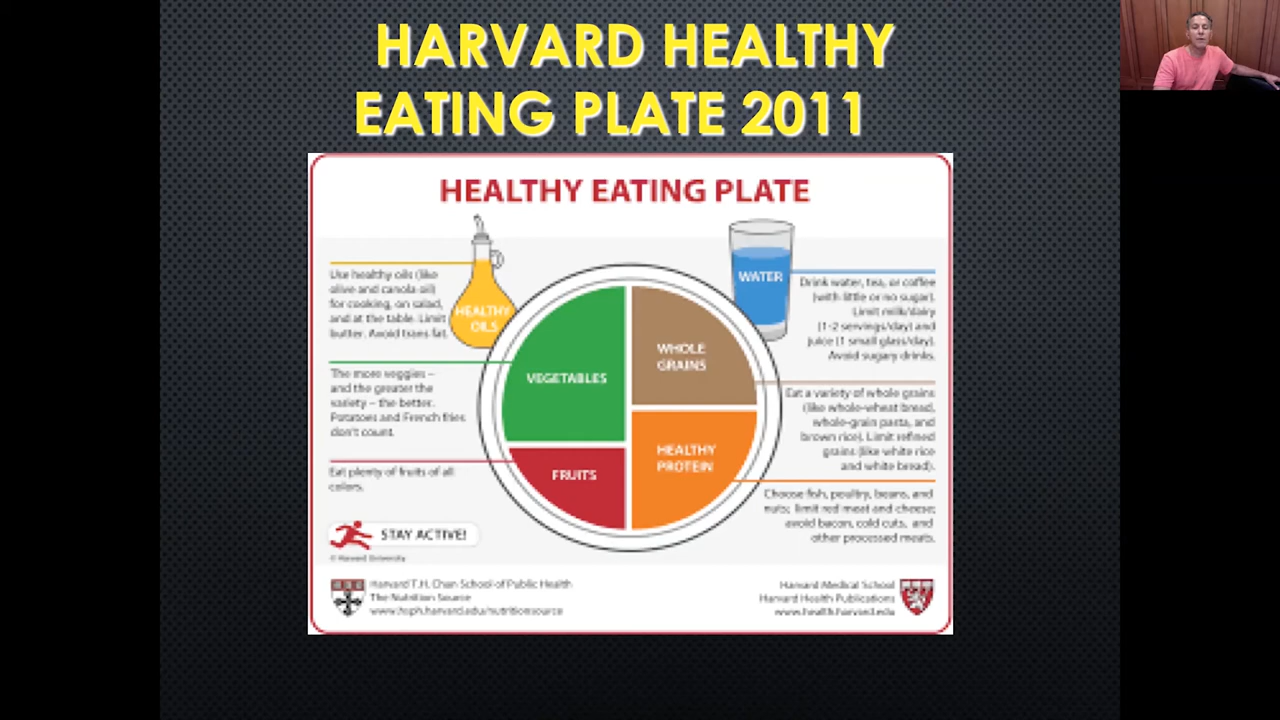 HARVARD HEALTHY
EATING PLATE 2011
HEALTHY EATING PLATE
Use healthy oils (like
olive and canola oil)
for cooking, on salad,
and at the table. Limit
butter. Avoid trans fat.
HEALTHY
OILS
The more veggies –
and the greater the
variety – the better.
Potatoes and French fries
don't count.
Eat plenty of fruits of all
colors.
STAY ACTIVE!
© Harvard University
VEGETABLES
FRUITS
WHOLE
GRAINS
HEALTHY
PROTEIN
WATER
Drink water, tea, or coffee
(with little or no sugar).
Limit milk/dairy
(1-2 servings/day) and
juice (1 small glass/day).
Avoid sugary drinks.
Eat a variety of whole grains
(like whole-wheat bread,
whole-grain pasta, and
brown rice). Limit refined
grains (like white rice
and white bread).
Choose fish, poultry, beans, and
nuts; limit red meat and cheese;
avoid bacon, cold cuts, and
other processed meats.
Harvard T.H. Chan School of Public Health
The Nutrition Source
www.hsph.harvard.edu/nutritionsource
Harvard Medical School
Harvard Health Publications
www.health.harvard.edu